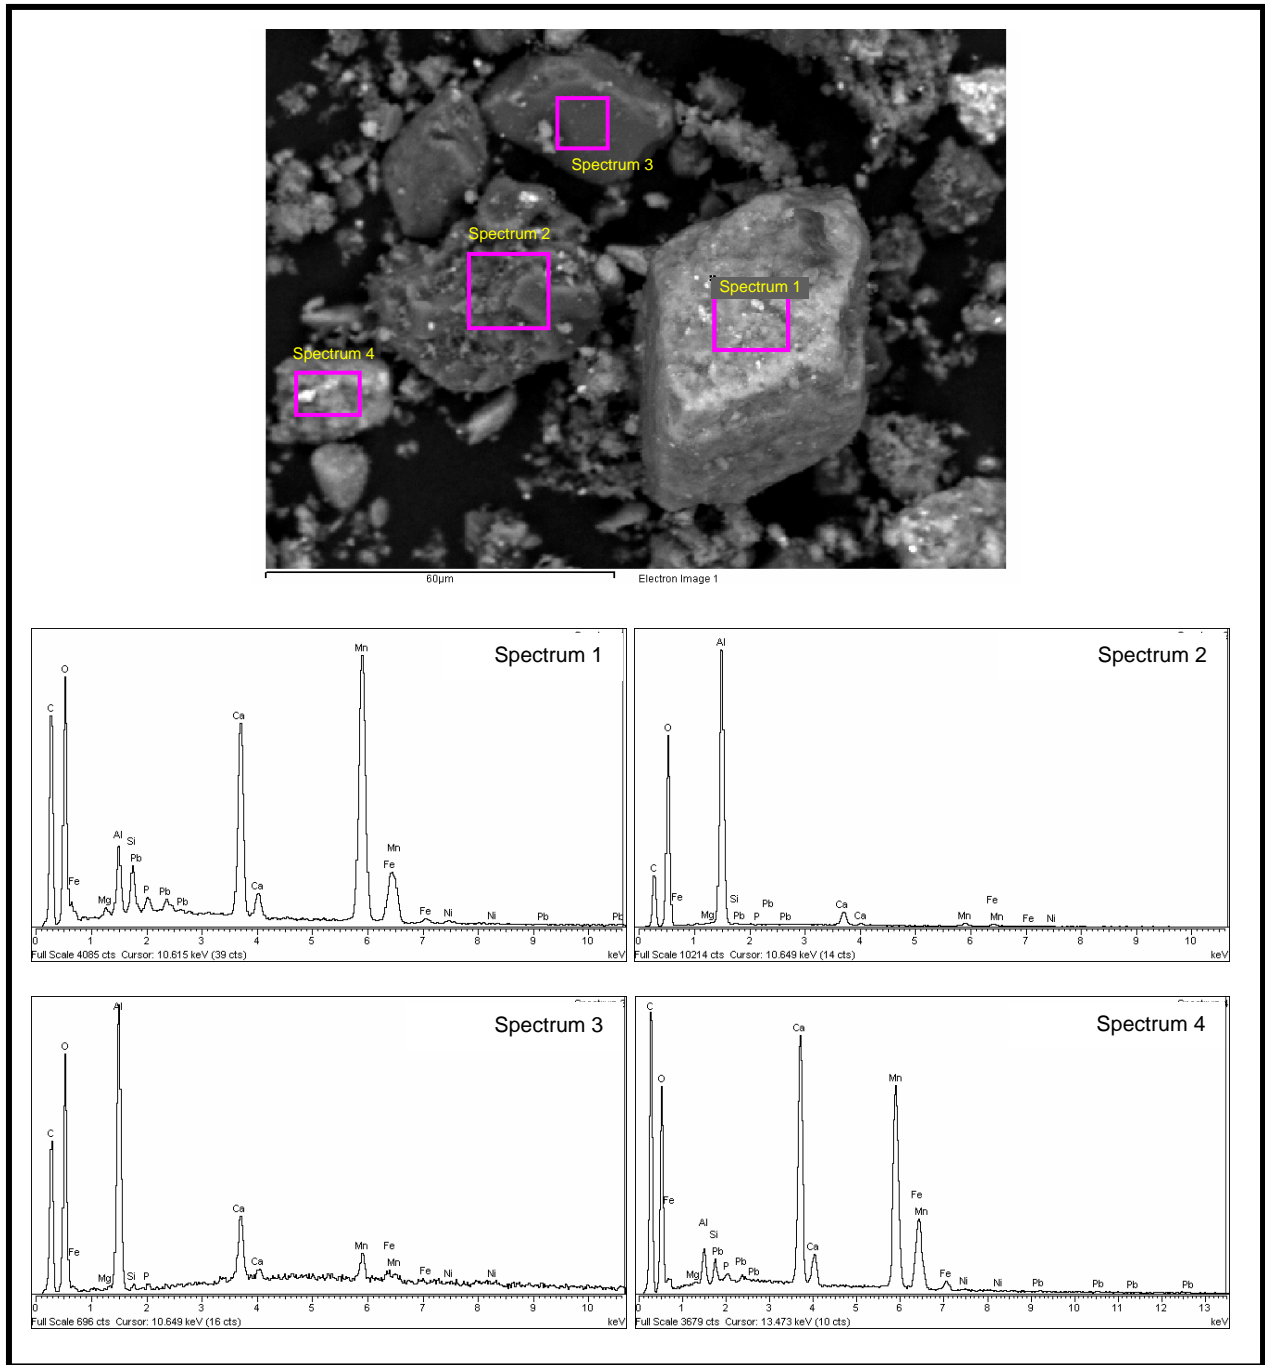 Spectrum 3
Spectrum 2
Spectrum 1
Spectrum 4
60µm
Electron Image 1
Spectrum 1
Mn
O
C
Ca
Al
Si
Pb
Fe
Mg
P
Pb
Pb
Ca
Mn
Fe
Fe
Ni
Ni
Pb
Pb
0 1 2 3 4 5 6 7 8 9 10
Full Scale 4085 cts Cursor: 10.615 keV (39 cts) keV
Spectrum 2
Al
O
C
Fe
Mg
Si
Pb
P
Pb
Pb
Ca
Ca
Mn
Fe
Mn
Fe
Ni
0 1 2 3 4 5 6 7 8 9 10
Full Scale 10214 cts Cursor: 10.649 keV (14 cts) keV
Spectrum 3
Al
O
C
Fe
Mg
Si
P
Ca
Ca
Mn
Fe
Mn
Fe
Ni
Ni
0 1 2 3 4 5 6 7 8 9 10
Full Scale 696 cts Cursor: 10.649 keV (16 cts) keV
Spectrum 4
C
O
Fe
Mg
Al
Si
Pb
P
Pb
Pb
Ca
Ca
Mn
Fe
Mn
Fe
Ni
Ni
Pb
Pb
Pb
Pb
0 1 2 3 4 5 6 7 8 9 10 11 12 13
Full Scale 3679 cts Cursor: 13.473 keV (10 cts) keV